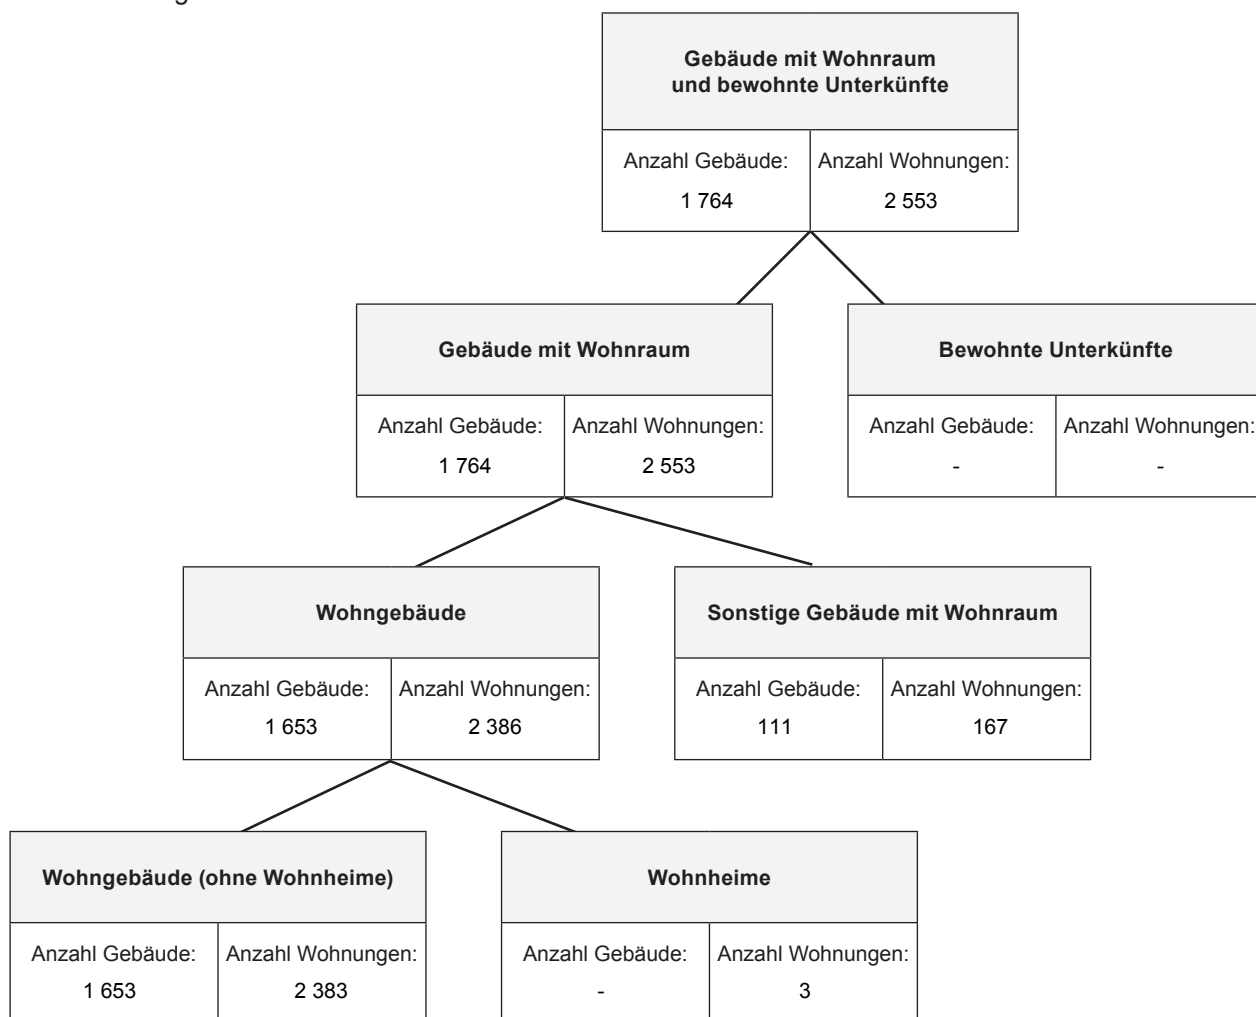 Gebäude mit Wohnraum
und bewohnte Unterkünfte
Anzahl Gebäude: Anzahl Wohnungen:
1 764 2 553
Gebäude mit Wohnraum Bewohnte Unterkünfte
Anzahl Gebäude: Anzahl Wohnungen: Anzahl Gebäude: Anzahl Wohnungen:
1 764 2 553 - -
Wohngebäude Sonstige Gebäude mit Wohnraum
Anzahl Gebäude: Anzahl Wohnungen: Anzahl Gebäude: Anzahl Wohnungen:
1 653 2 386 111 167
Wohngebäude (ohne Wohnheime) Wohnheime
Anzahl Gebäude: Anzahl Wohnungen: Anzahl Gebäude: Anzahl Wohnungen:
1 653 2 383 - 3